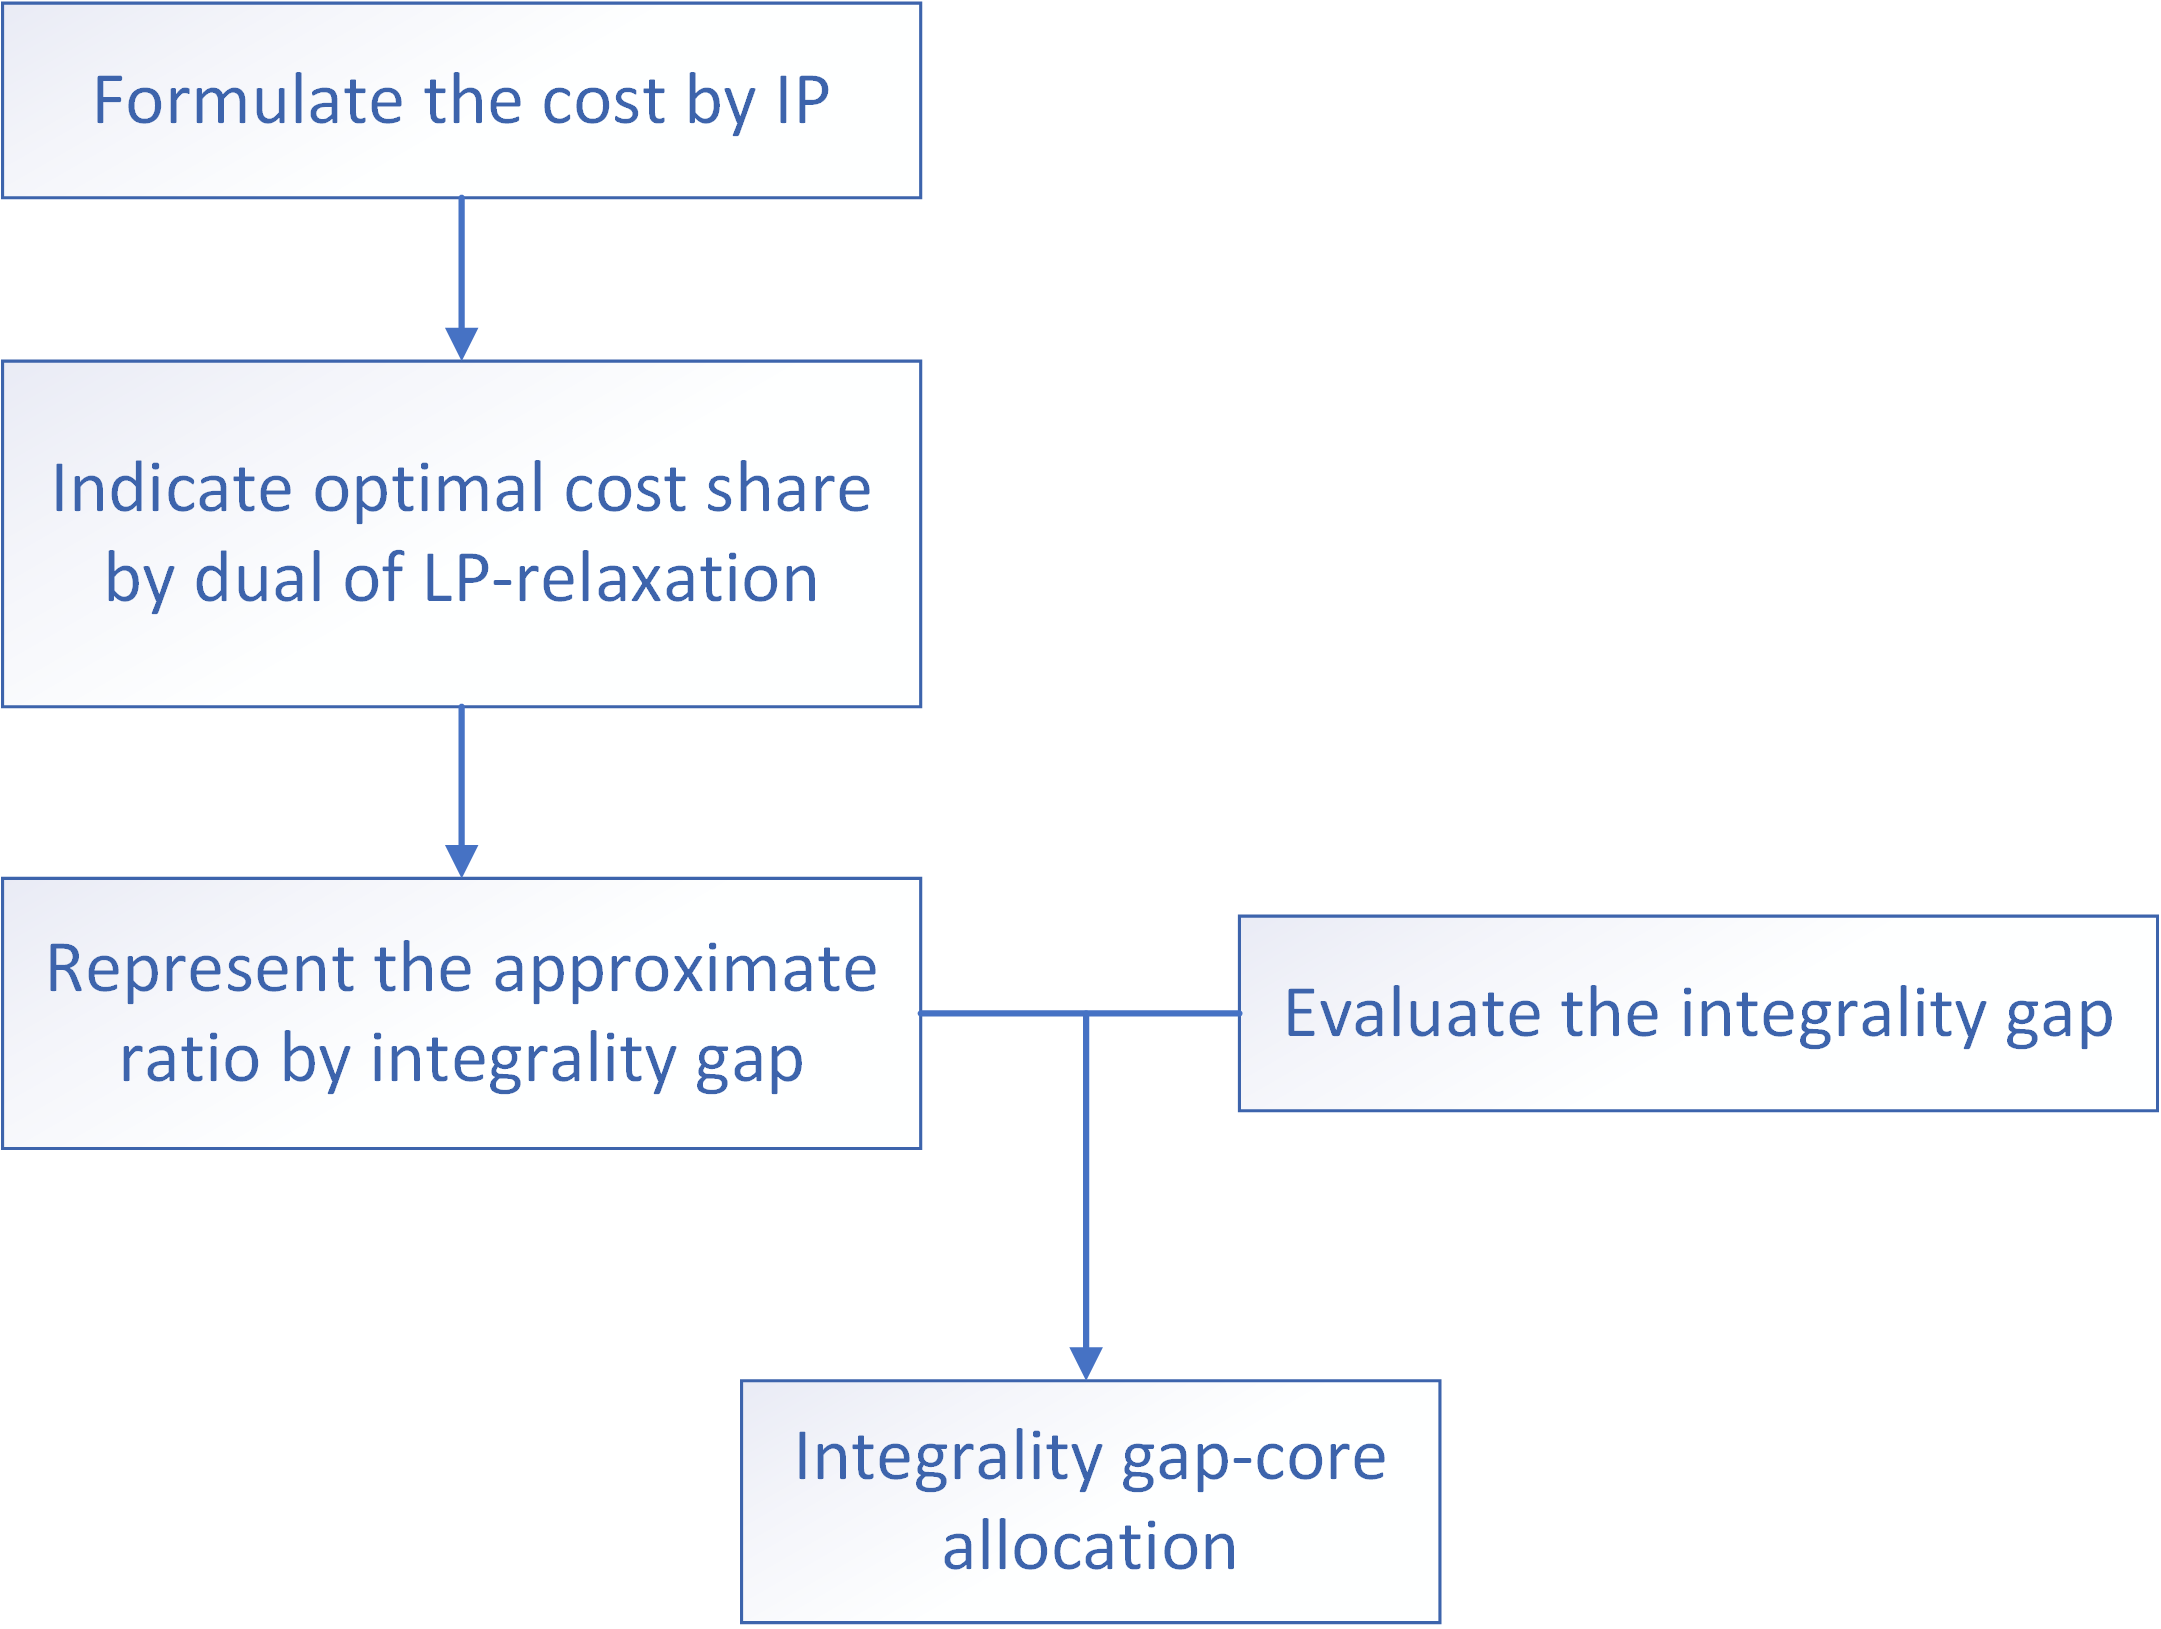 Formulate the cost by IP
Indicate optimal cost share
by dual of LP-relaxation
Represent the approximate
ratio by integrality gap
Evaluate the integrality gap
Integrality gap-core
allocation